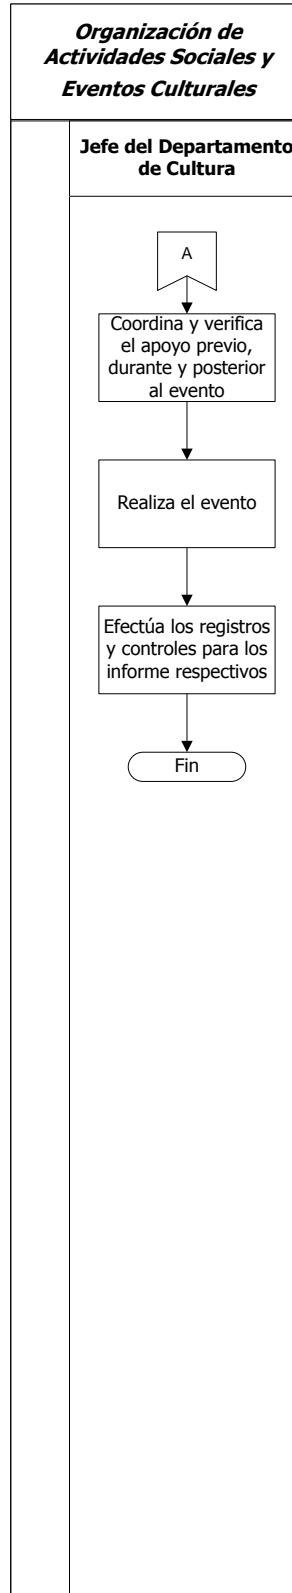 Organización de
Actividades Sociales y
Eventos Culturales
Jefe del Departamento
de Cultura
A
Coordina y verifica
el apoyo previo,
durante y posterior
al evento
Realiza el evento
Efectúa los registros
y controles para los
informe respectivos
Fin